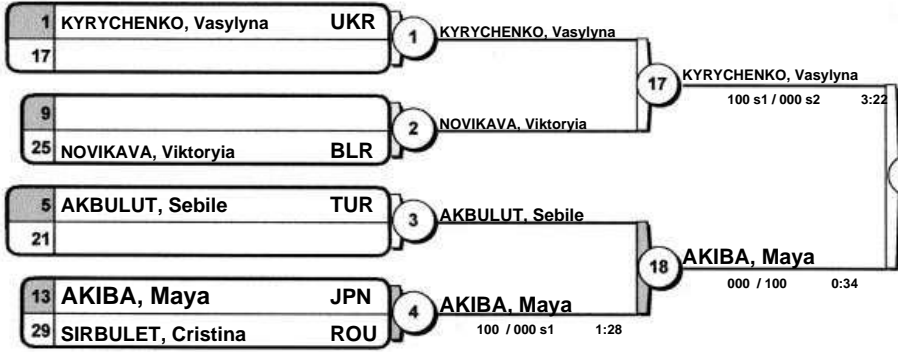 1 KYRYCHENKO, Vasylyna UKR
17
1 KYRYCHENKO, Vasylyna
9
25 NOVIKAVA, Viktoryia BLR
2 NOVIKAVA, Viktoryia
17 KYRYCHENKO, Vasylyna
100 s1 / 000 s2 3:22
5 AKBULUT, Sebile TUR
21
3 AKBULUT, Sebile
13 AKIBA, Maya JPN
29 SIRBULET, Cristina ROU
4 AKIBA, Maya
100 / 000 s1 1:28
18 AKIBA, Maya
000 / 100 0:34